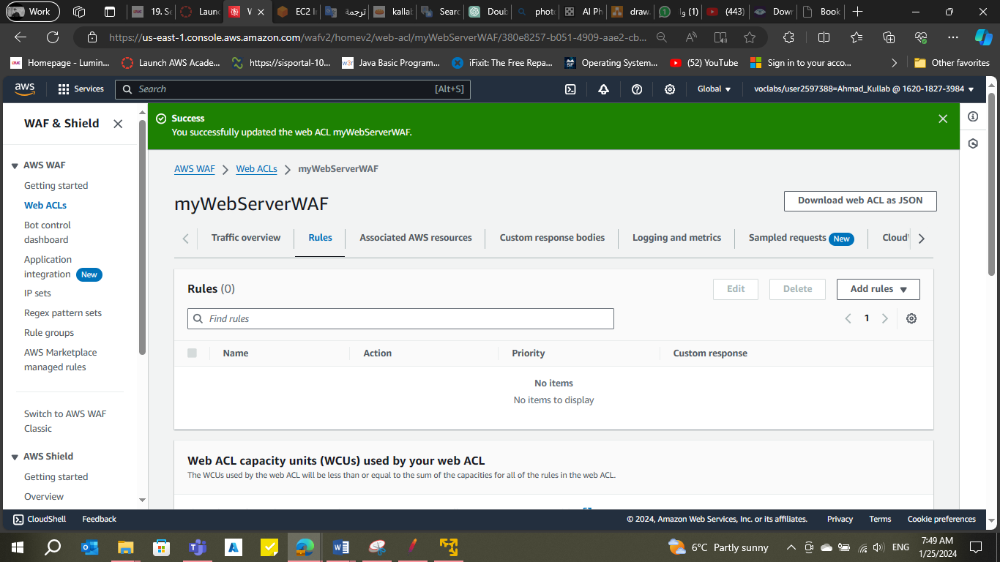 Work
19. Se
Launc
W
EC2 In
ترجمة
kallab
Searc
Doub
phot
AI Ph
draw.
(1) وا
(443)
Down
Book
https://us-east-1.console.aws.amazon.com/wafv2/homev2/web-acl/myWebServerWAF/380e8257-b051-4909-aae2-cb...
Homepage - Lumin...
Launch AWS Acade...
https://sisportal-10...
Java Basic Program...
iFixit: The Free Repa...
Operating System...
(52) YouTube
Sign in to your acco...
Other favorites
aws
Services
Search
[Alt+S]
Global
voclabs/user2597388=Ahmad_Kullab @ 1620-1827-3984
WAF & Shield
AWS WAF
Getting started
Web ACLs
Bot control
dashboard
Application
integration New
IP sets
Regex pattern sets
Rule groups
AWS Marketplace
managed rules
Switch to AWS WAF
Classic
AWS Shield
Getting started
Overview
Success
You successfully updated the web ACL myWebServerWAF.
AWS WAF
Web ACLs
myWebServerWAF
myWebServerWAF
Download web ACL as JSON
Traffic overview
Rules
Associated AWS resources
Custom response bodies
Logging and metrics
Sampled requests New
Cloud
Rules (0)
Edit
Delete
Add rules
Find rules
1
Name
Action
Priority
Custom response
No items
No items to display
Web ACL capacity units (WCUs) used by your web ACL
The WCUs used by the web ACL will be less than or equal to the sum of the capacities for all of the rules in the web ACL.
CloudShell
Feedback
© 2024, Amazon Web Services, Inc. or its affiliates.
Privacy
Terms
Cookie preferences
6°C Partly sunny
ENG
7:49 AM
1/25/2024